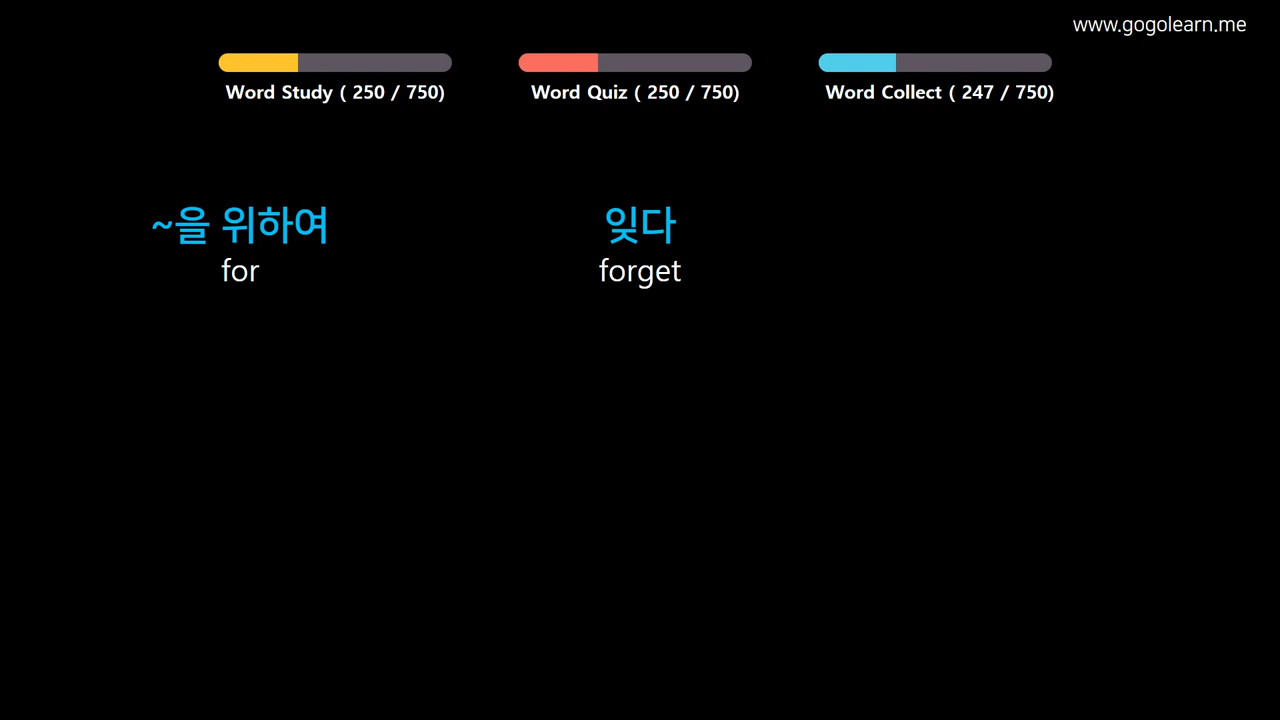 www.gogolearn.me
Word Study ( 250 / 750)
Word Quiz ( 250 / 750)
Word Collect ( 247 / 750)
~을 위하여
for
잊다
forget